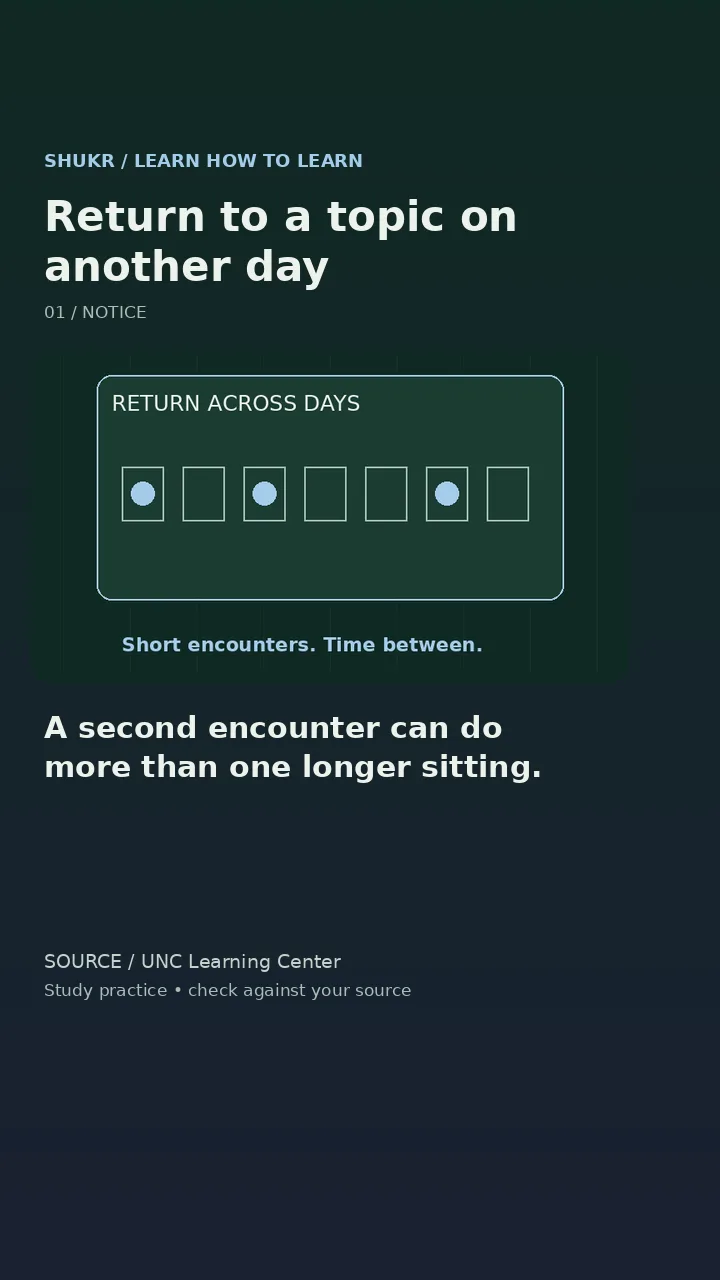 SHUKR / LEARN HOW TO LEARN
Return to a topic on
another day
01 / NOTICE
RETURN ACROSS DAYS
Short encounters. Time between.
A second encounter can do
more than one longer sitting.
SOURCE / UNC Learning Center
Study practice • check against your source